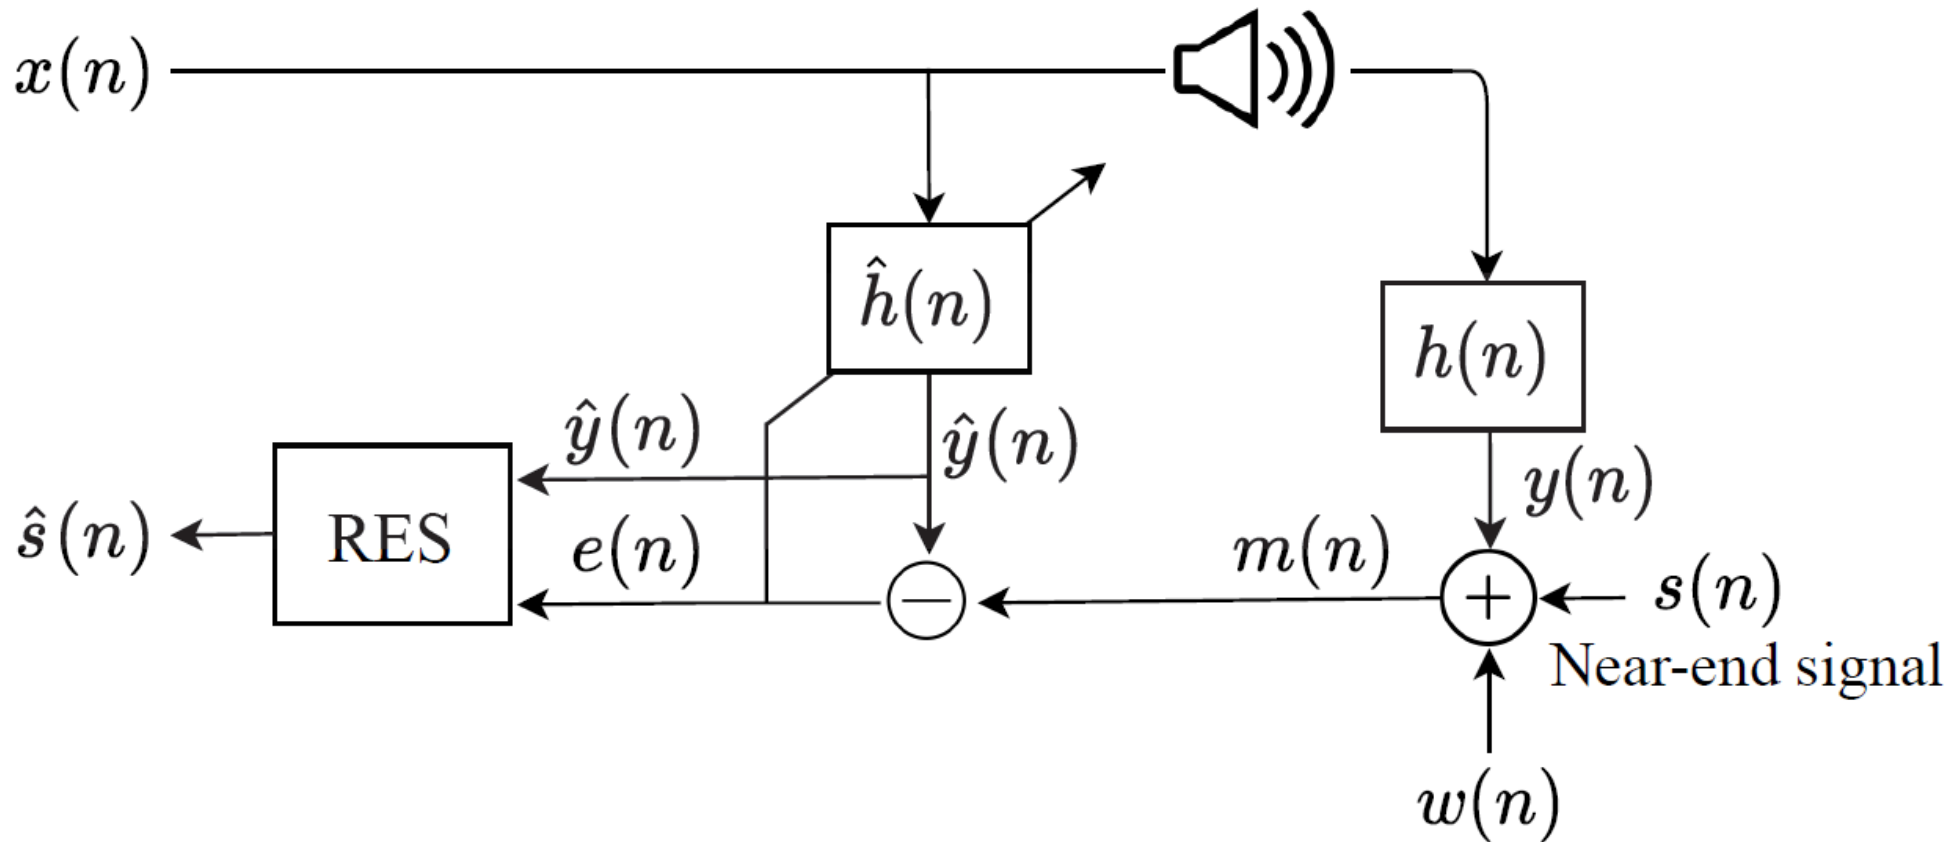 x(n)
ĥ(n)
h(n)
ŷ(n)
ŷ(n)
y(n)
ŝ(n)
RES
e(n)
−
m(n)
+
s(n)
Near-end signal
w(n)